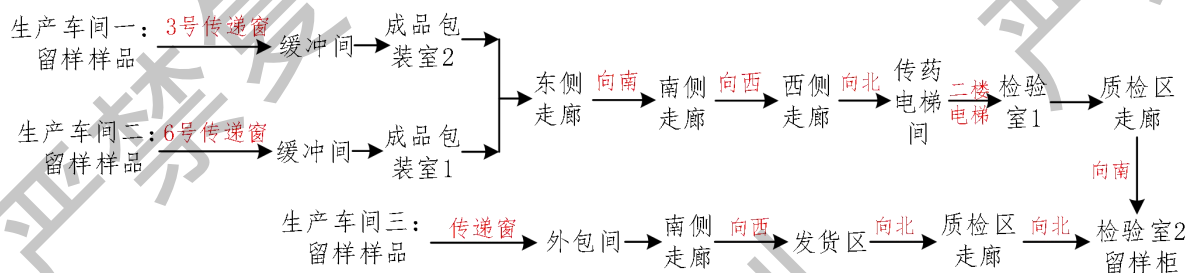 生产车间一：
留样样品
3号传递窗
缓冲间
成品包
装室2
生产车间二：
留样样品
6号传递窗
缓冲间
成品包
装室1
东侧
走廊
向南
南侧
走廊
向西
西侧
走廊
向北
传药
电梯
间
二楼
电梯
检验
室1
质检区
走廊
向南
生产车间三：
留样样品
传递窗
外包间
南侧
走廊
向西
发货区
向北
质检区
走廊
向北
检验室2
留样柜
严禁复